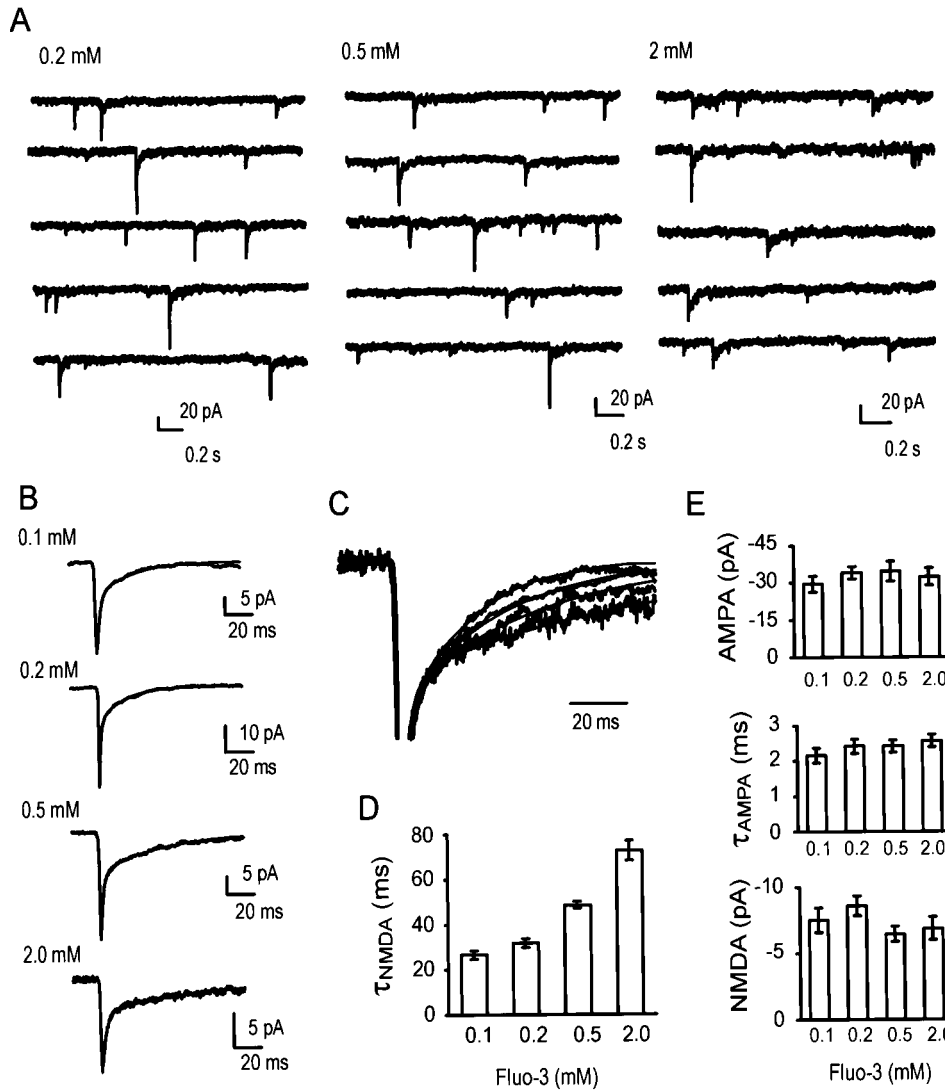 A
0.2 mM
0.5 mM
2 mM
20 pA
0.2 s
20 pA
0.2 s
20 pA
0.2 s
B
0.1 mM
5 pA
20 ms
0.2 mM
10 pA
20 ms
0.5 mM
5 pA
20 ms
2.0 mM
5 pA
20 ms
C
20 ms
D
80
60
40
20
0
τNMDA (ms)
0.1 0.2 0.5 2.0
Fluo-3 (mM)
E
-45
-30
-15
0
AMPA (pA)
0.1 0.2 0.5 2.0
3
2
1
0
τAMPA (ms)
0.1 0.2 0.5 2.0
-10
-5
0
NMDA (pA)
0.1 0.2 0.5 2.0
Fluo-3 (mM)